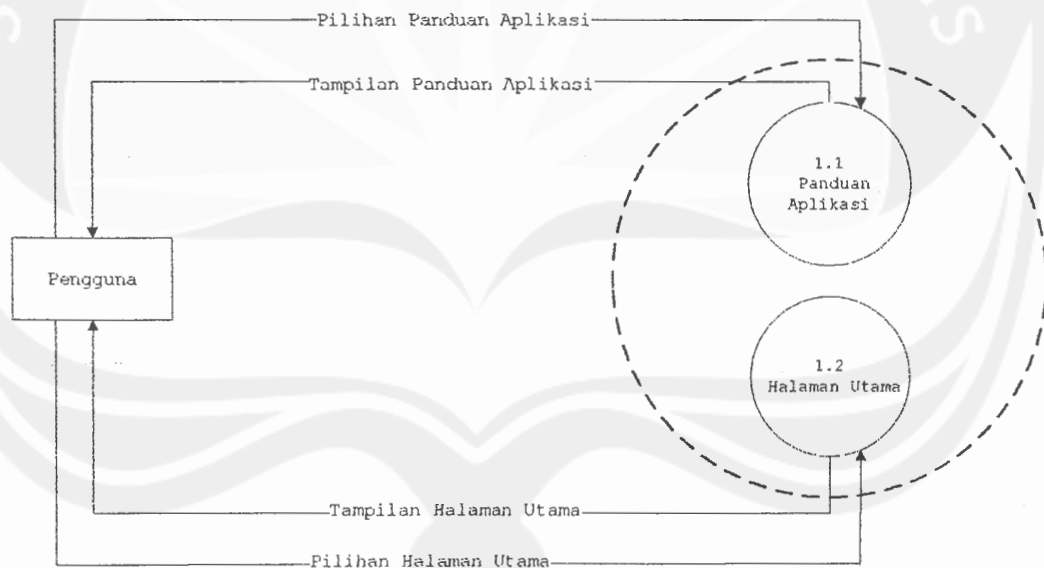 Pilihan Panduan Aplikasi
Tampilan Panduan Aplikasi
1.1
Panduan
Aplikasi
Pengguna
1.2
Halaman Utama
Tampilan Halaman Utama
Pilihan Halaman Utama